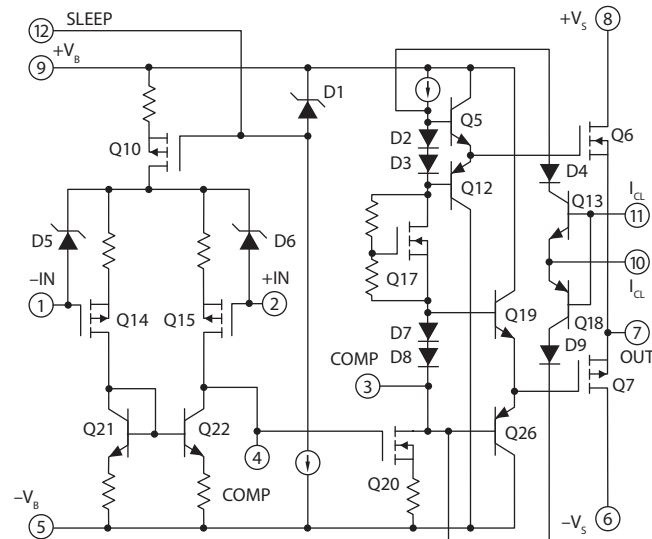 12 SLEEP
8
+Vs
+VB
9
D1
Q5
Q6
Q10
D2
D3
D4
Q12
Q13
ICL
11
D5
D6
−IN
+IN
Q17
10
ICL
1
2
Q14
Q15
Q19
Q18
7
OUT
D7
D8
D9
COMP
3
Q7
Q21
Q22
4
Q26
Q20
COMP
−VB
5
6
−Vs